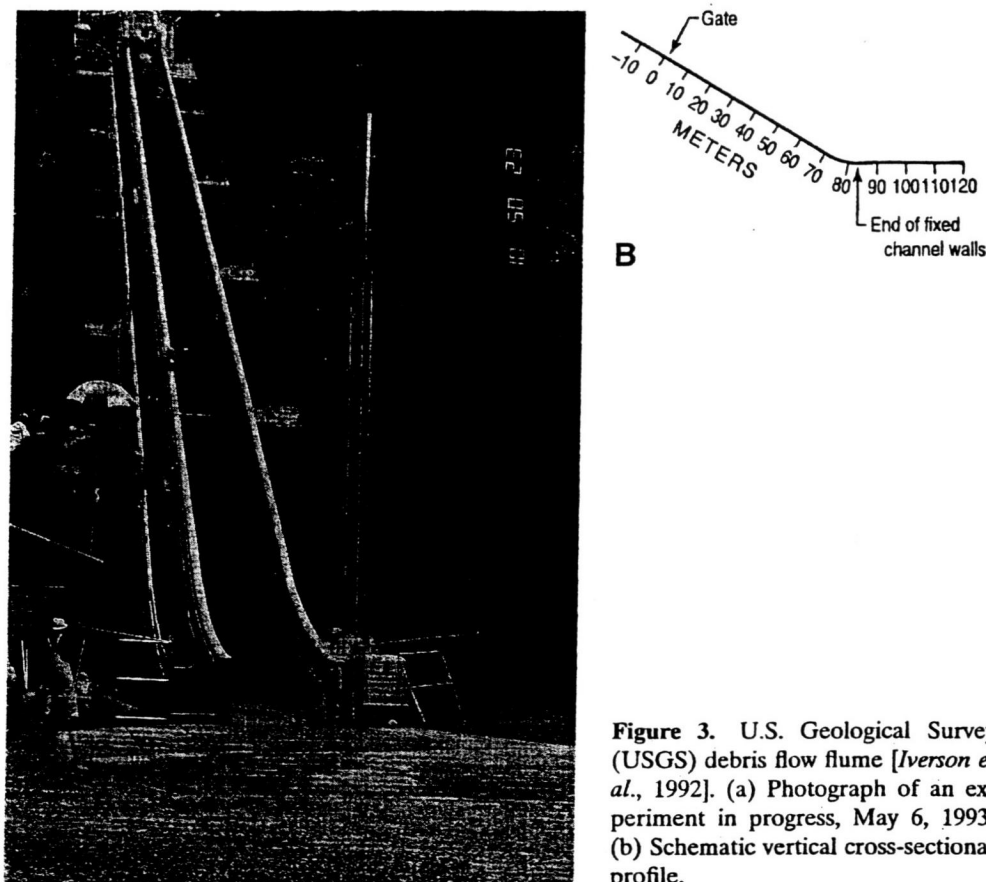 Gate
-10 0 10 20 30 40 50 60 70 80 90 100 110 120
METERS
End of fixed
channel walls
B
Figure 3. U.S. Geological Survey
(USGS) debris flow flume [Iverson e
al., 1992]. (a) Photograph of an ex
periment in progress, May 6, 1993
(b) Schematic vertical cross-sectiona
profile.